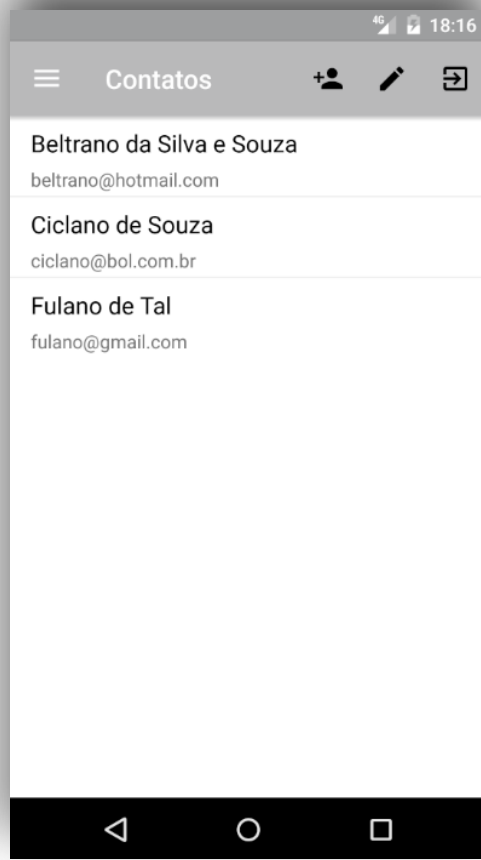 4G 18:16
Contatos
Beltrano da Silva e Souza
beltrano@hotmail.com
Ciclano de Souza
ciclano@bol.com.br
Fulano de Tal
fulano@gmail.com